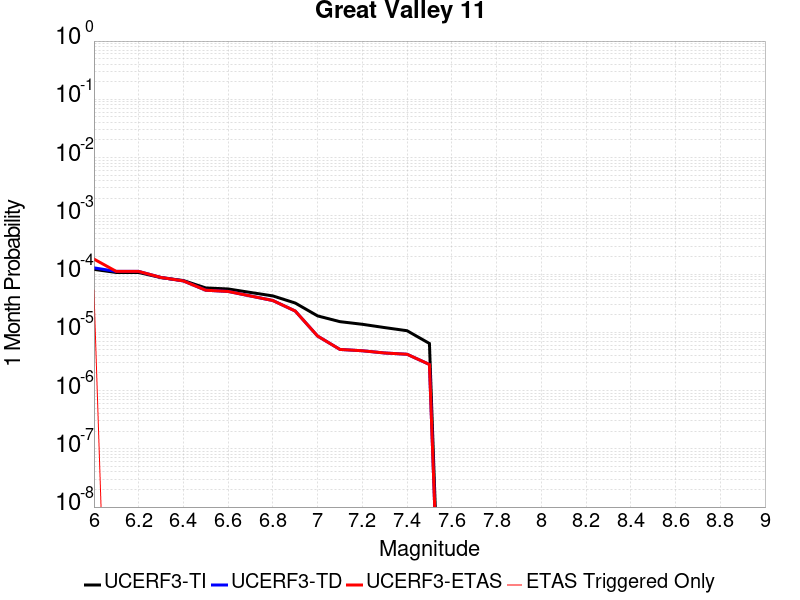 Great Valley 11
1 Month Probability
10^0
10^-1
10^-2
10^-3
10^-4
10^-5
10^-6
10^-7
10^-8
6 6.2 6.4 6.6 6.8 7 7.2 7.4 7.6 7.8 8 8.2 8.4 8.6 8.8 9
Magnitude
UCERF3-TI UCERF3-TD UCERF3-ETAS ETAS Triggered Only